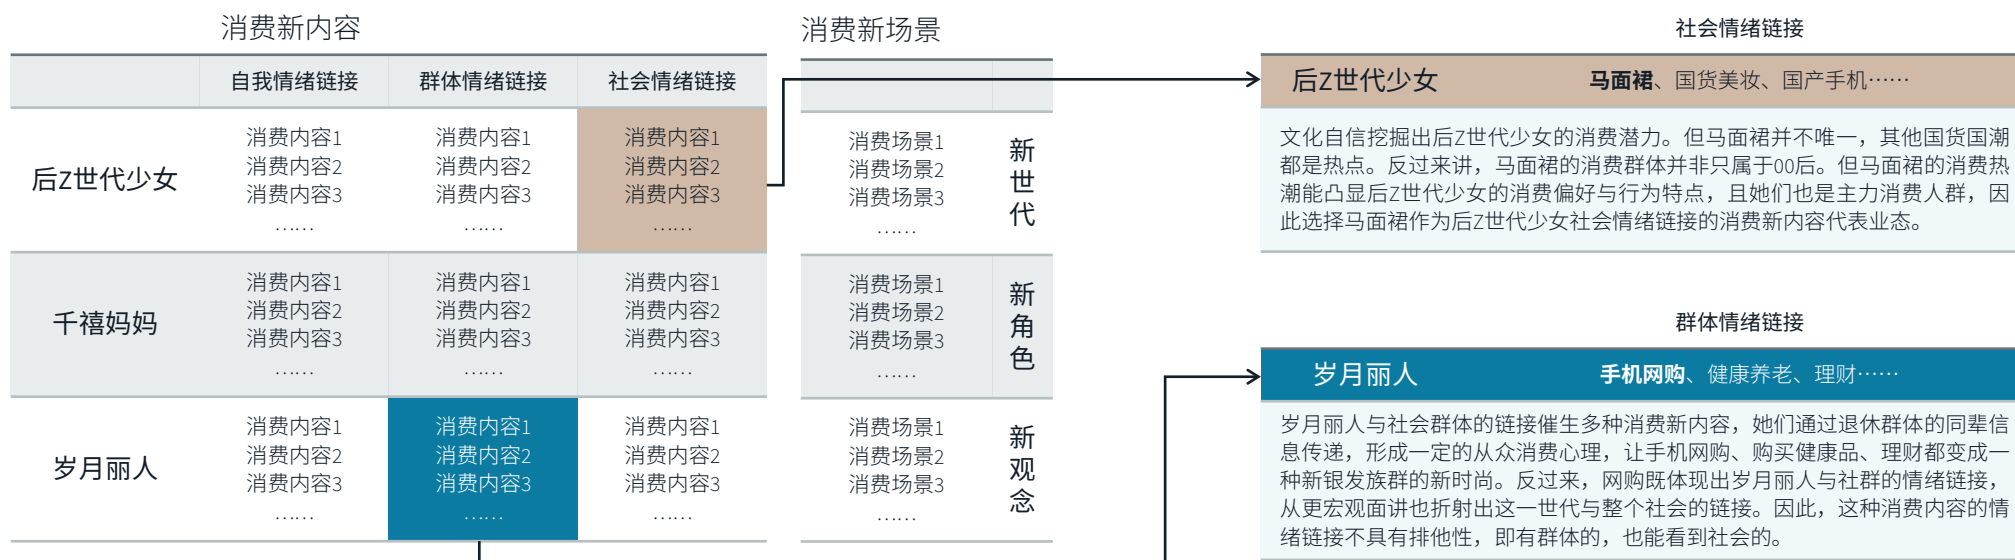 消费新内容
自我情绪链接 群体情绪链接 社会情绪链接
后Z世代少女
消费内容1 消费内容1 消费内容1
消费内容2 消费内容2 消费内容2
消费内容3 消费内容3 消费内容3
…… …… ……
千禧妈妈
消费内容1 消费内容1 消费内容1
消费内容2 消费内容2 消费内容2
消费内容3 消费内容3 消费内容3
…… …… ……
岁月丽人
消费内容1 消费内容1 消费内容1
消费内容2 消费内容2 消费内容2
消费内容3 消费内容3 消费内容3
…… …… ……
消费新场景
消费场景1
消费场景2
消费场景3
……
新世代
消费场景1
消费场景2
消费场景3
……
新角色
消费场景1
消费场景2
消费场景3
……
新观念
社会情绪链接
后Z世代少女 马面裙、国货美妆、国产手机……
文化自信挖掘出后Z世代少女的消费潜力。但马面裙并不唯一，其他国货国潮
都是热点。反过来讲，马面裙的消费群体并非只属于00后。但马面裙的消费热
潮能凸显后Z世代少女的消费偏好与行为特点，且她们也是主力消费人群，因
此选择马面裙作为后Z世代少女社会情绪链接的消费新内容代表业态。
群体情绪链接
岁月丽人 手机网购、健康养老、理财……
岁月丽人与社会群体的链接催生多种消费新内容，她们通过退休群体的同辈信
息传递，形成一定的从众消费心理，让手机网购、购买健康品、理财都变成一
种新银发族群的新时尚。反过来，网购既体现出岁月丽人与社群的情绪链接，
从更宏观面讲也折射出这一世代与整个社会的链接。因此，这种消费内容的情
绪链接不具有排他性，即有群体的，也能看到社会的。